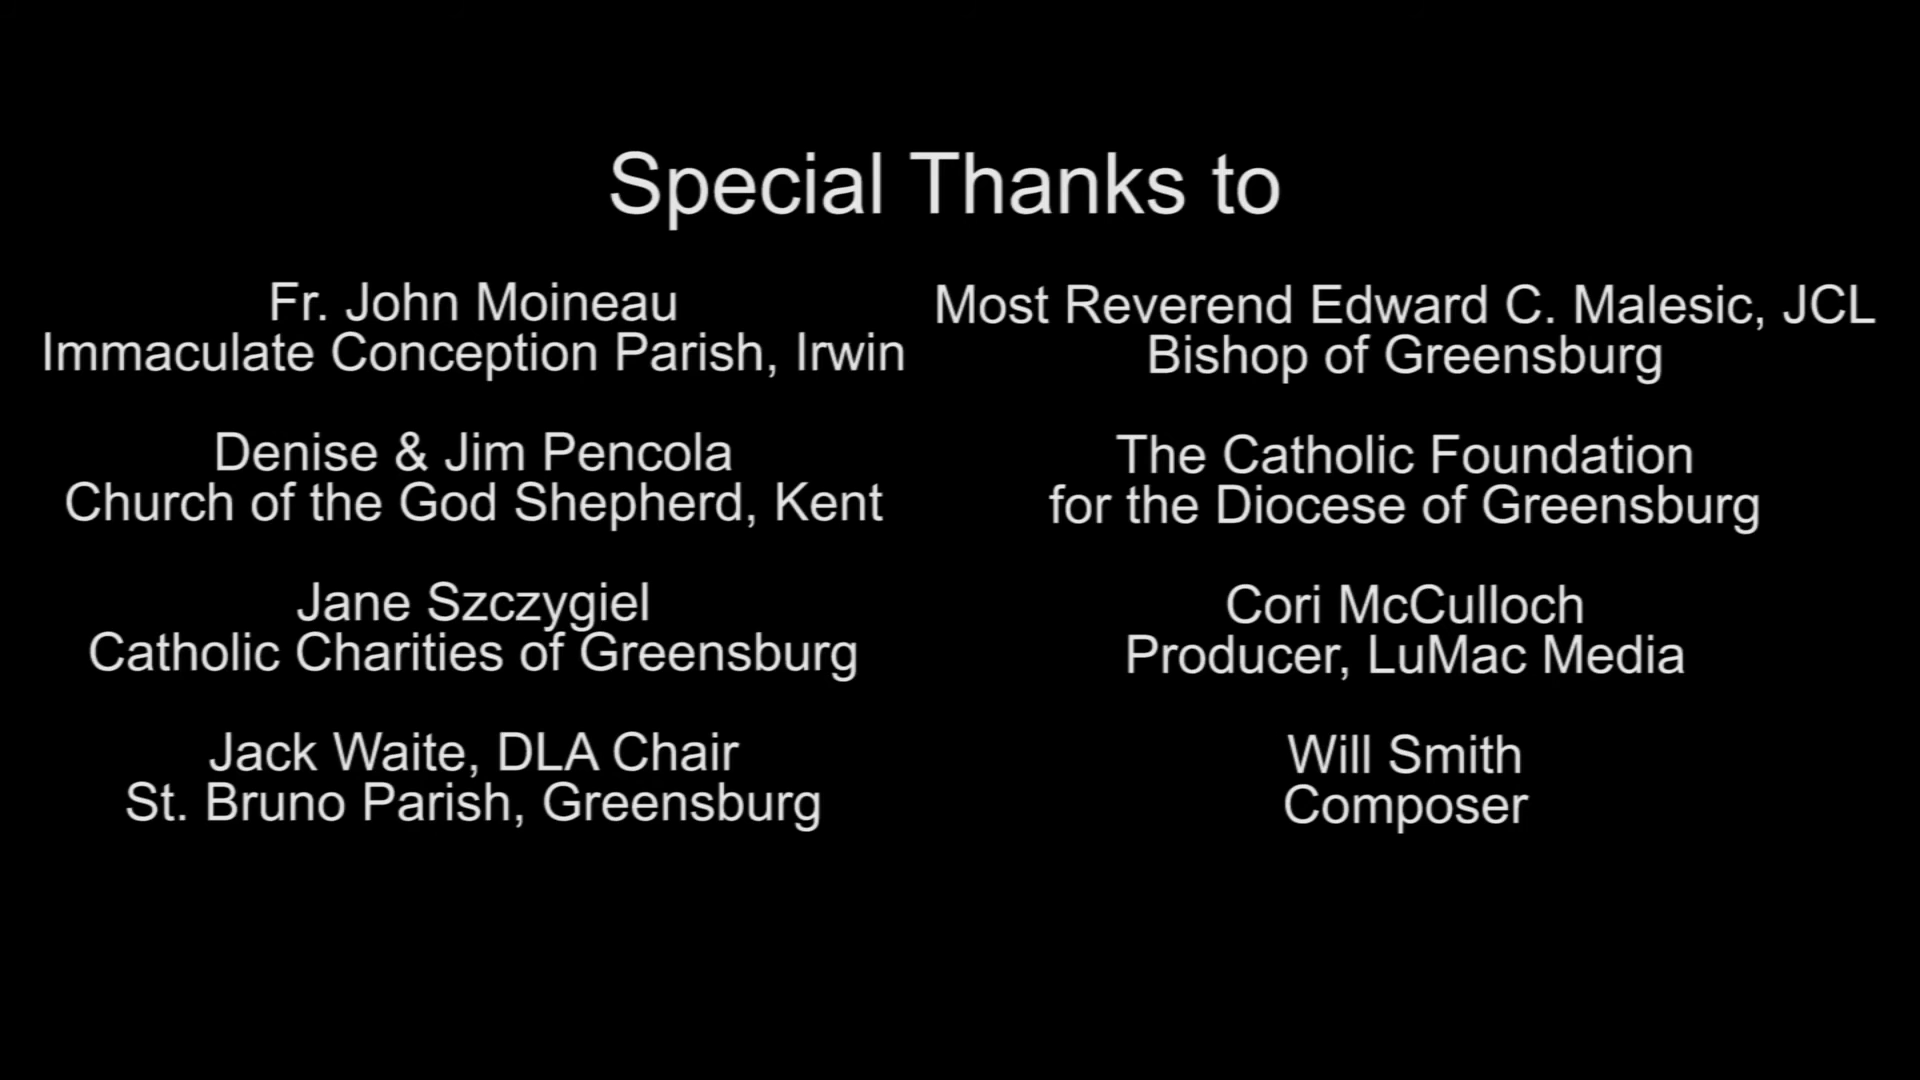 Special Thanks to
Fr. John Moineau
Immaculate Conception Parish, Irwin
Denise & Jim Pencola
Church of the God Shepherd, Kent
Jane Szczygiel
Catholic Charities of Greensburg
Jack Waite, DLA Chair
St. Bruno Parish, Greensburg
Most Reverend Edward C. Malesic, JCL
Bishop of Greensburg
The Catholic Foundation
for the Diocese of Greensburg
Cori McCulloch
Producer, LuMac Media
Will Smith
Composer